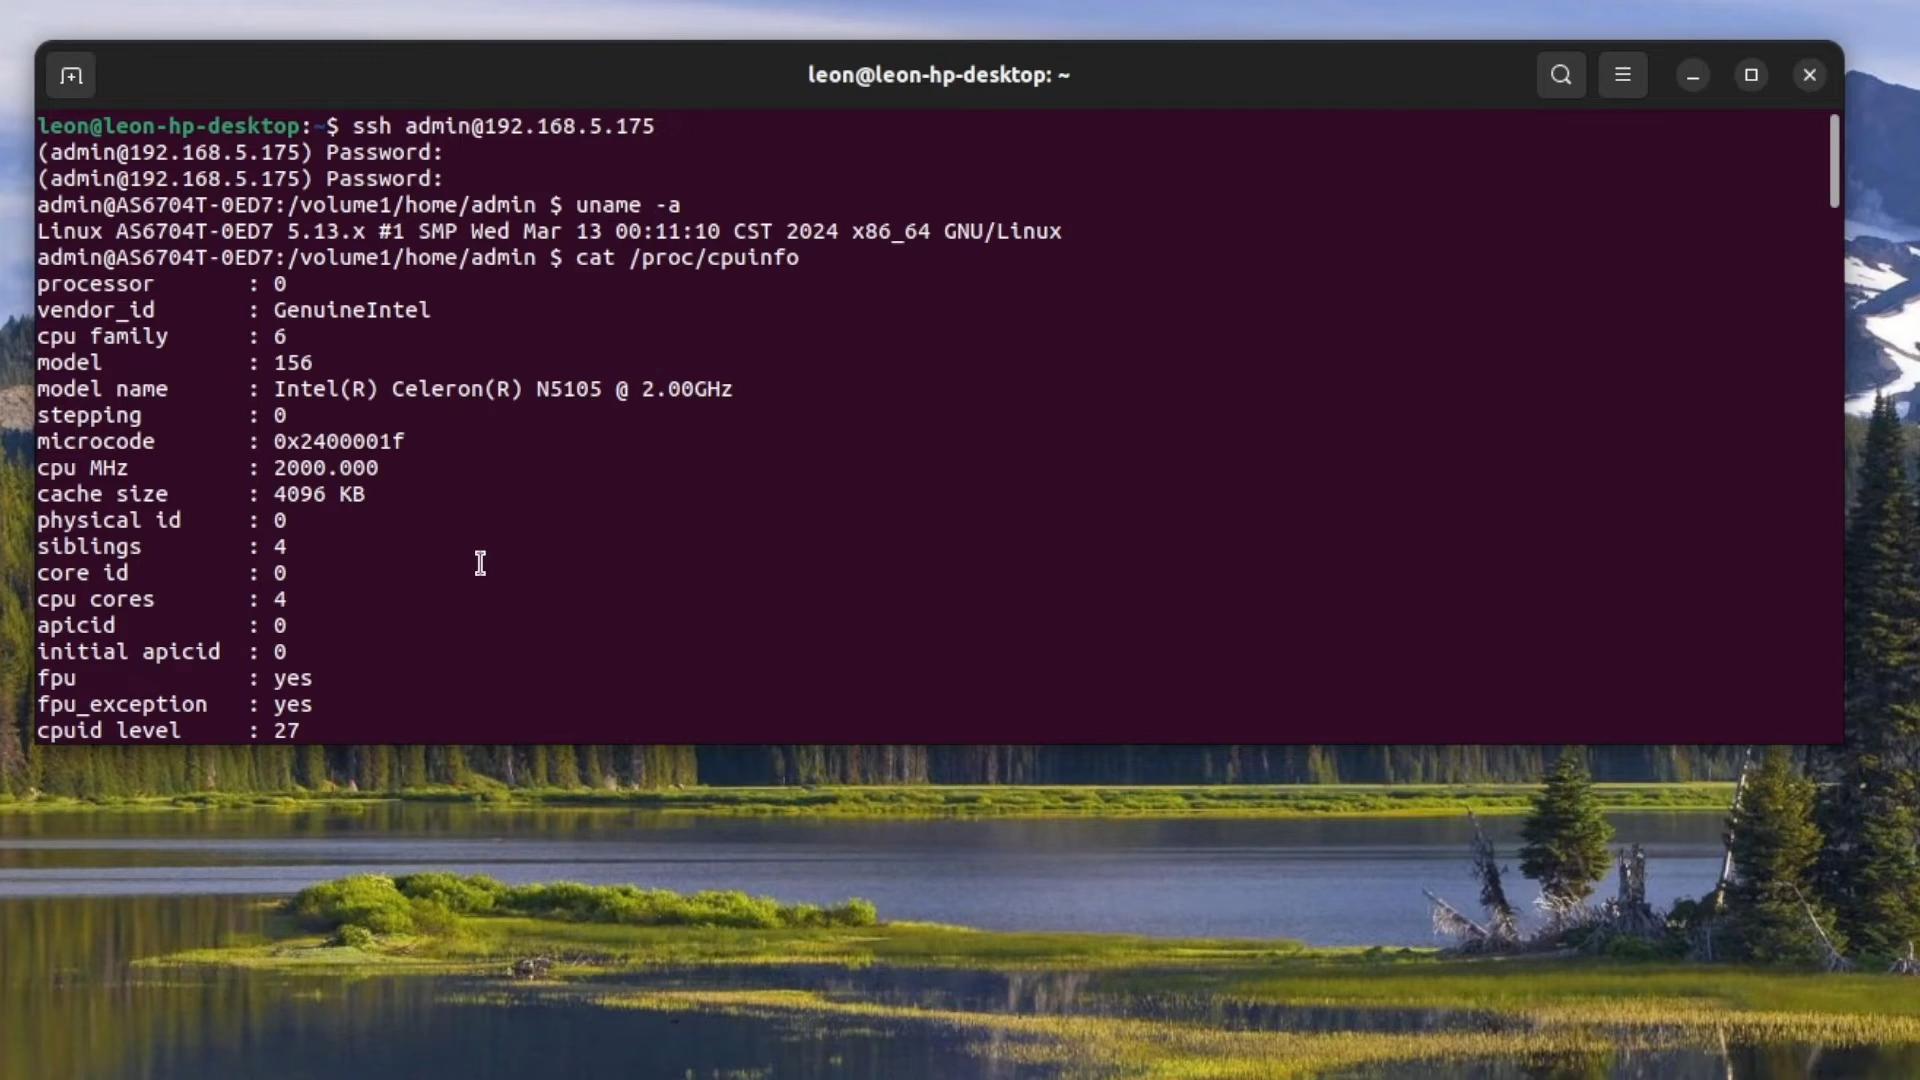 leon@leon-hp-desktop: ~
leon@leon-hp-desktop:~$ ssh admin@192.168.5.175
(admin@192.168.5.175) Password:
(admin@192.168.5.175) Password:
admin@AS6704T-0ED7:/volume1/home/admin $ uname -a
Linux AS6704T-0ED7 5.13.x #1 SMP Wed Mar 13 00:11:10 CST 2024 x86_64 GNU/Linux
admin@AS6704T-0ED7:/volume1/home/admin $ cat /proc/cpuinfo
processor : 0
vendor_id : GenuineIntel
cpu family : 6
model : 156
model name : Intel(R) Celeron(R) N5105 @ 2.00GHz
stepping : 0
microcode : 0x2400001f
cpu MHz : 2000.000
cache size : 4096 KB
physical id : 0
siblings : 4
core id : 0
cpu cores : 4
apicid : 0
initial apicid : 0
fpu : yes
fpu_exception : yes
cpuid level : 27